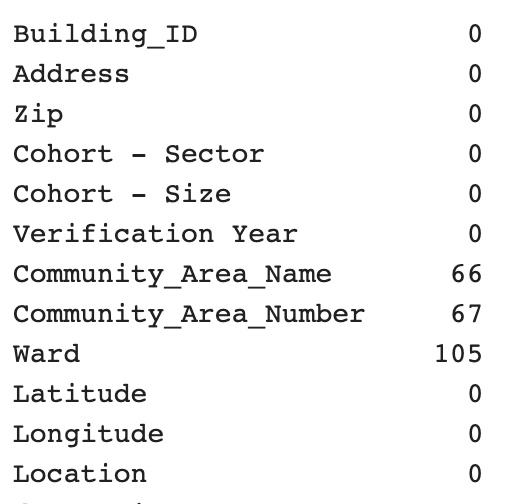 Building_ID 0
Address 0
Zip 0
Cohort - Sector 0
Cohort - Size 0
Verification Year 0
Community_Area_Name 66
Community_Area_Number 67
Ward 105
Latitude 0
Longitude 0
Location 0